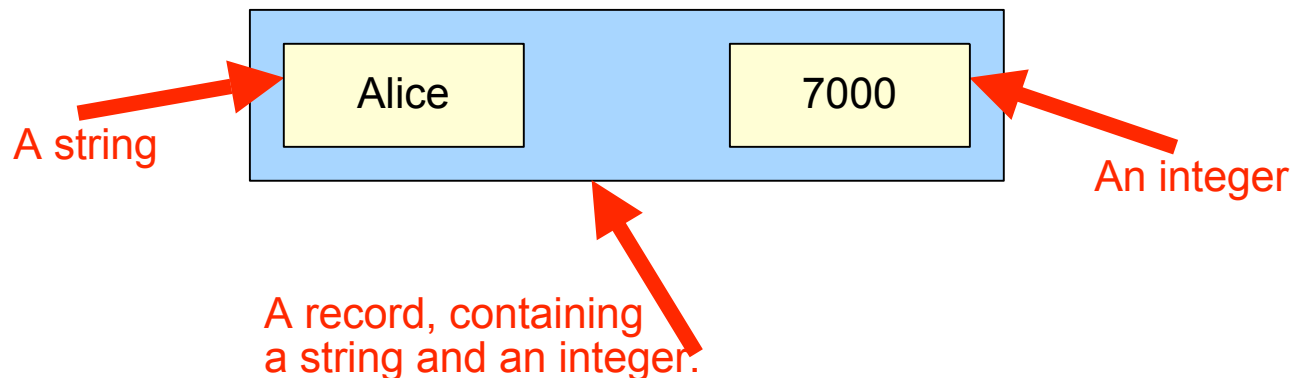 Alice
7000
A string
An integer
A record, containing
a string and an integer.